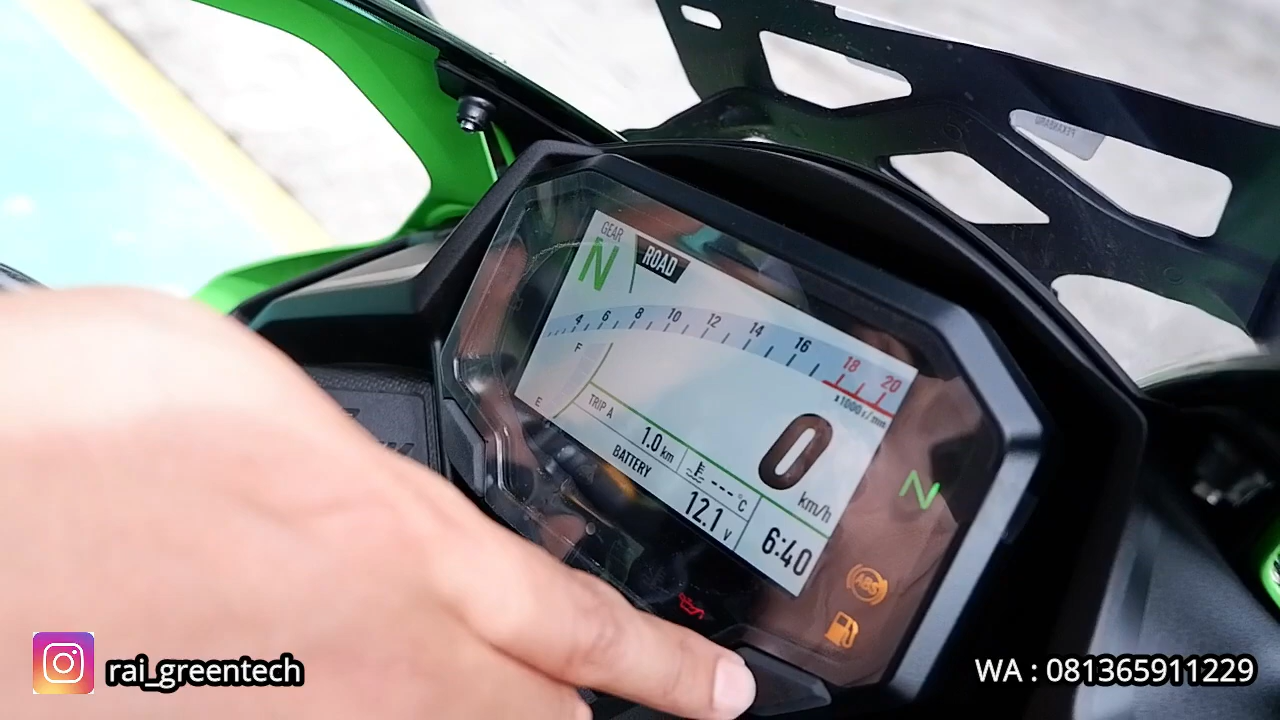 GEAR
N
ROAD
4 6 8 10 12 14 16 18 20
x1000 r/min
F
E
TRIP A
1.0 km
BATTERY
12.1 V
---°C
0
km/h
6:40
N
ABS
rai_greentech
WA : 081365911229